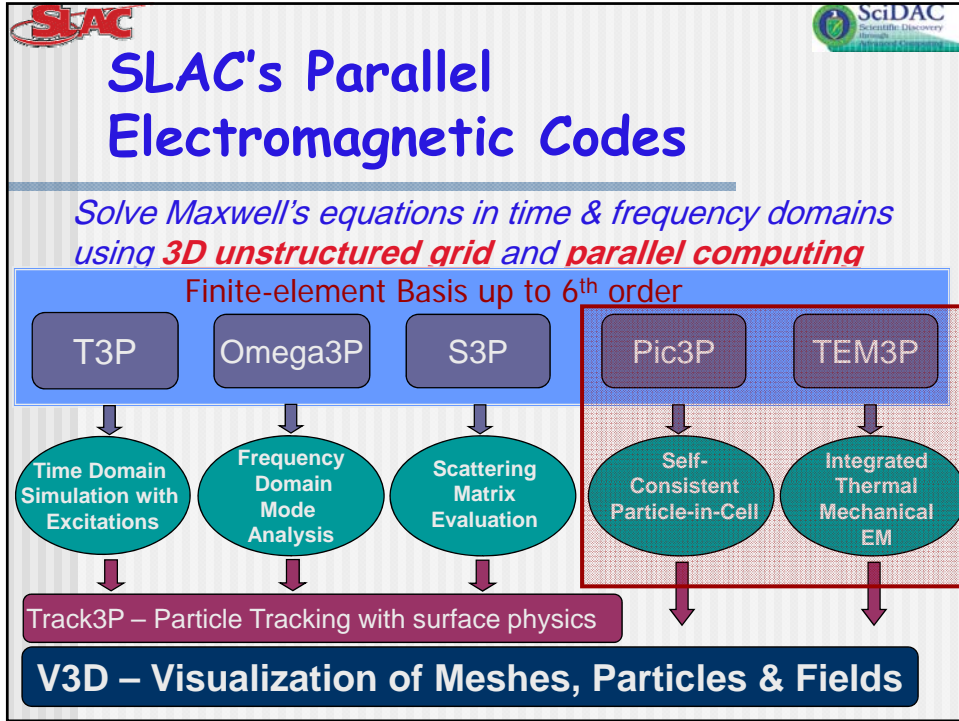 SLAC
SciDAC
Scientific Discovery
through
Advanced Computing
SLAC's Parallel
Electromagnetic Codes
Solve Maxwell's equations in time & frequency domains
using 3D unstructured grid and parallel computing
Finite-element Basis up to 6th order
T3P
Omega3P
S3P
Pic3P
TEM3P
Time Domain
Simulation with
Excitations
Frequency
Domain
Mode
Analysis
Scattering
Matrix
Evaluation
Self-
Consistent
Particle-in-Cell
Integrated
Thermal
Mechanical
EM
Track3P – Particle Tracking with surface physics
V3D – Visualization of Meshes, Particles & Fields